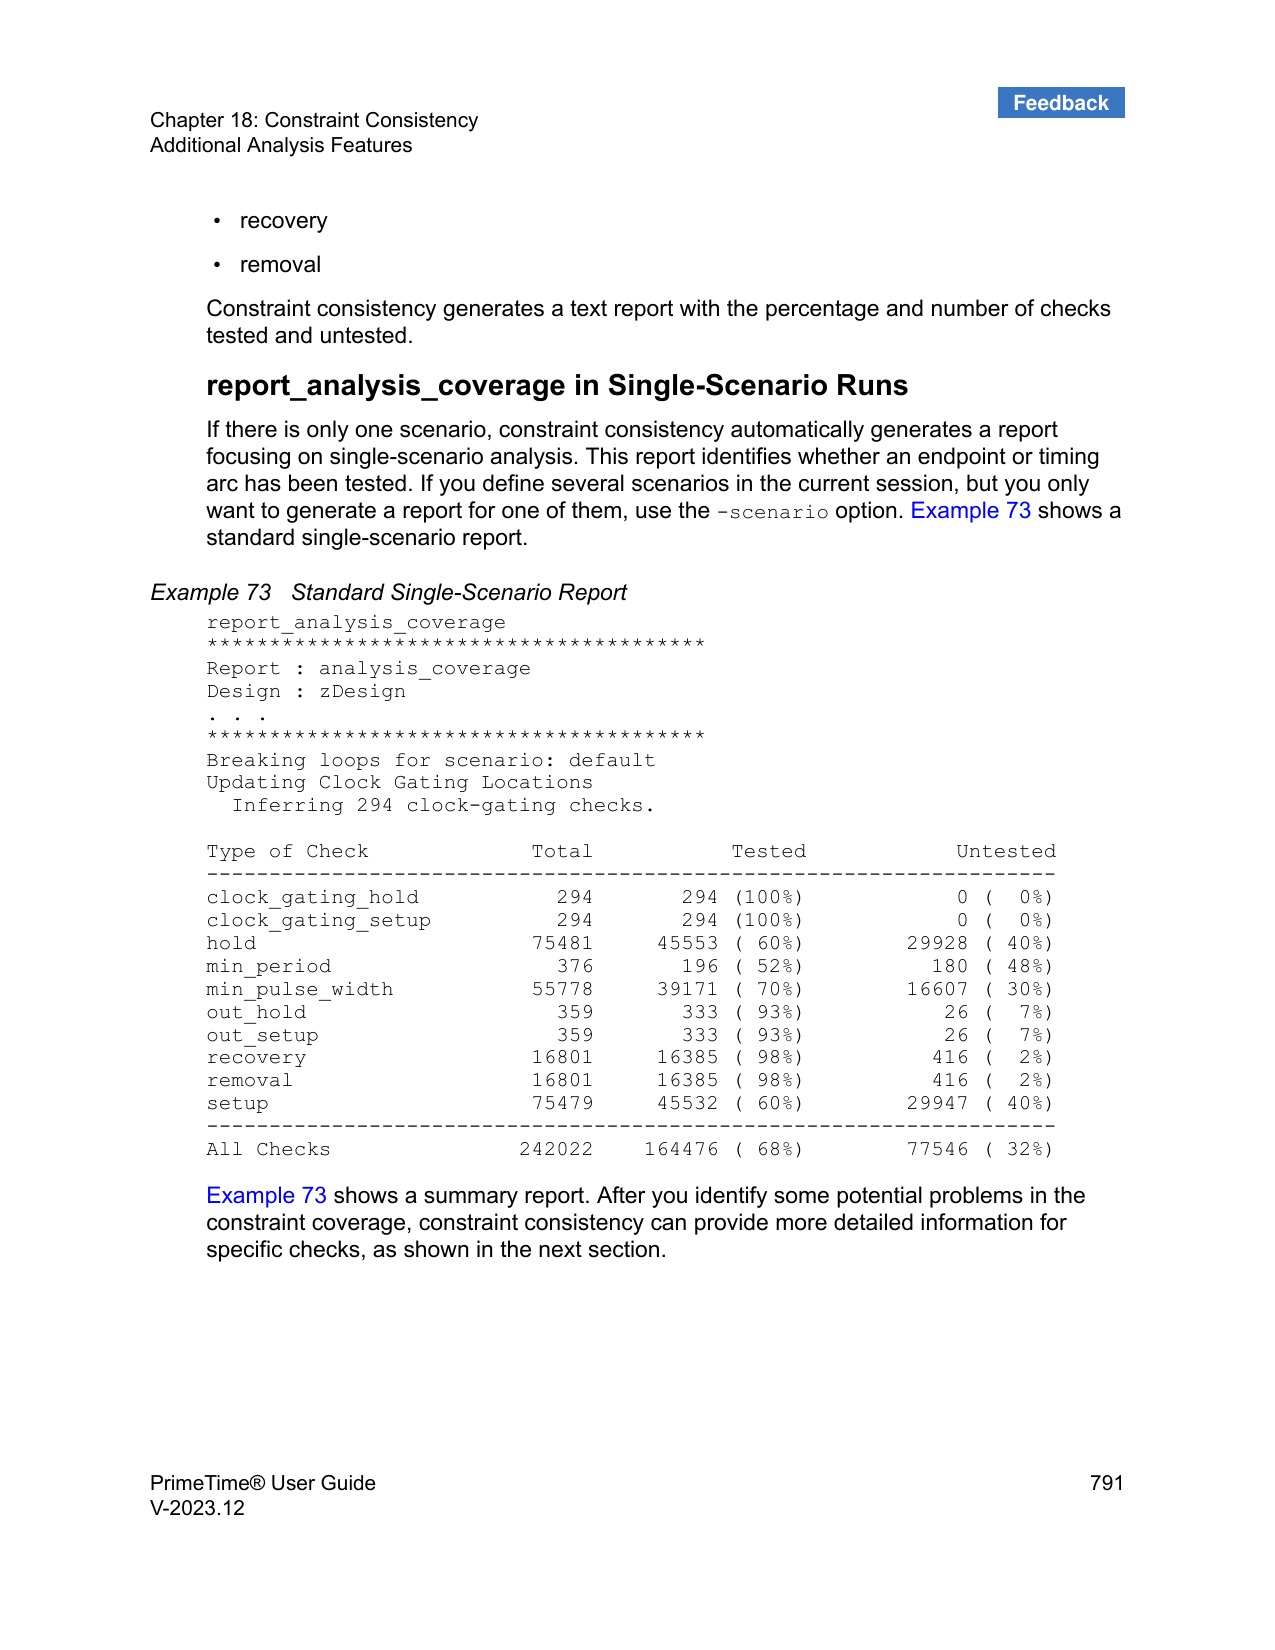 Feedback
Chapter 18: Constraint Consistency
Additional Analysis Features
• recovery
• removal
Constraint consistency generates a text report with the percentage and number of checks
tested and untested.
report_analysis_coverage in Single-Scenario Runs
If there is only one scenario, constraint consistency automatically generates a report
focusing on single-scenario analysis. This report identifies whether an endpoint or timing
arc has been tested. If you define several scenarios in the current session, but you only
want to generate a report for one of them, use the -scenario option. Example 73 shows a
standard single-scenario report.
Example 73 Standard Single-Scenario Report
report_analysis_coverage
****************************************
Report : analysis_coverage
Design : zDesign
. . .
****************************************
Breaking loops for scenario: default
Updating Clock Gating Locations
  Inferring 294 clock-gating checks.
Type of Check             Total           Tested            Untested
--------------------------------------------------------------------
clock_gating_hold           294       294 (100%)            0 (  0%)
clock_gating_setup          294       294 (100%)            0 (  0%)
hold                      75481     45553 ( 60%)        29928 ( 40%)
min_period                  376       196 ( 52%)          180 ( 48%)
min_pulse_width           55778     39171 ( 70%)        16607 ( 30%)
out_hold                    359       333 ( 93%)           26 (  7%)
out_setup                   359       333 ( 93%)           26 (  7%)
recovery                  16801     16385 ( 98%)          416 (  2%)
removal                   16801     16385 ( 98%)          416 (  2%)
setup                     75479     45532 ( 60%)        29947 ( 40%)
--------------------------------------------------------------------
All Checks               242022    164476 ( 68%)        77546 ( 32%)
Example 73 shows a summary report. After you identify some potential problems in the
constraint coverage, constraint consistency can provide more detailed information for
specific checks, as shown in the next section.
PrimeTime® User Guide 791
V-2023.12